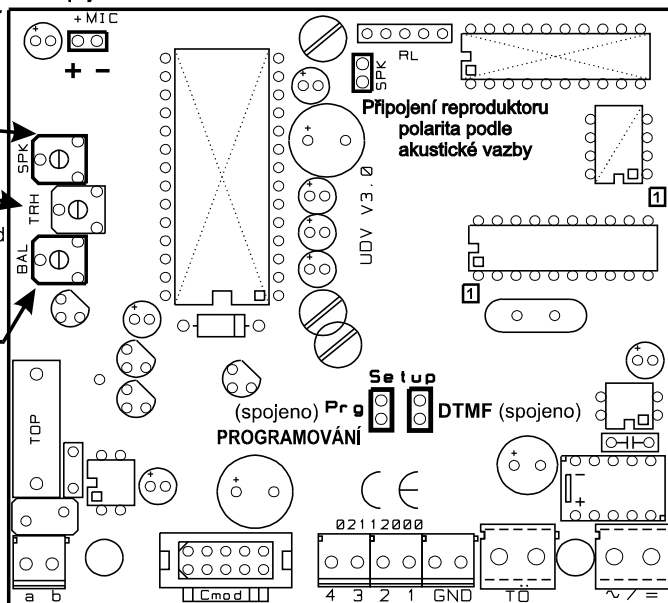 +MIC
+ -
RL
SPK
Připojení reproduktoru
polarita podle
akustické vazby
SPK
TRH
BAL
UDV V3.0
1
1
Setup
(spojeno) Prg
DTMF (spojeno)
PROGRAMOVÁNÍ
TOP
02112000
a b
Cmod
4 3 2 1 GND
TÖ
~ / =